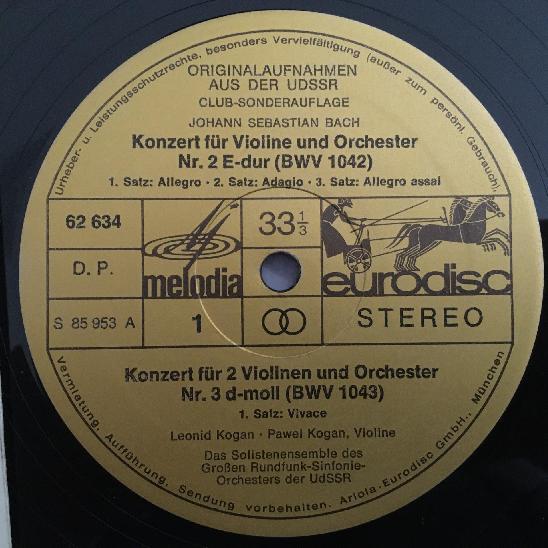 Urheber- u. Leistungsschutzrechte, besonders Vervielfältigung (außer zum persönl. Gebrauch),
ORIGINALAUFNAHMEN
AUS DER UDSSR
CLUB-SONDERAUFLAGE
JOHANN SEBASTIAN BACH
Konzert für Violine und Orchester
Nr. 2 E-dur (BWV 1042)
1. Satz: Allegro · 2. Satz: Adagio · 3. Satz: Allegro assai
62 634
33 1/3
D. P.
melodia
eurodisc
S 85 953 A
1
STEREO
Konzert für 2 Violinen und Orchester
Nr. 3 d-moll (BWV 1043)
1. Satz: Vivace
Leonid Kogan · Pawel Kogan, Violine
Das Solistenensemble des
Großen Rundfunk-Sinfonie-
Orchesters der UdSSR
Vermietung, Aufführung, Sendung vorbehalten. Ariola-Eurodisc GmbH., München